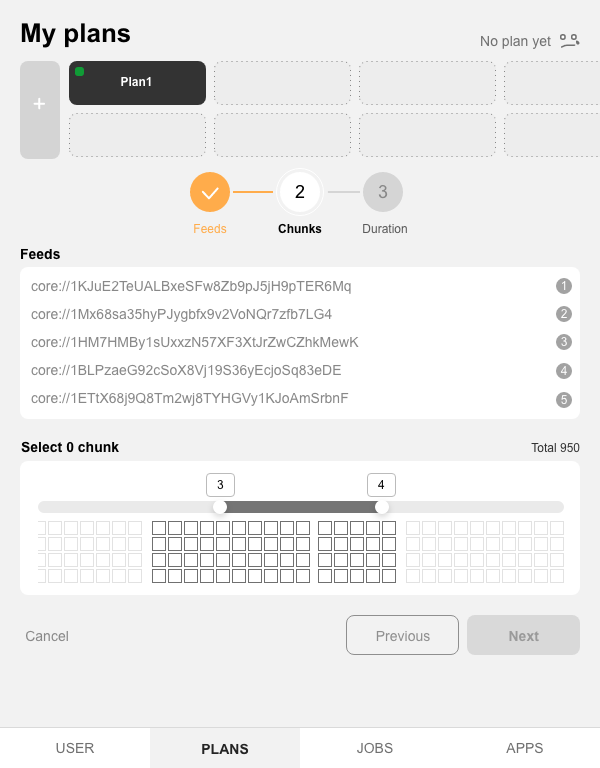 My plans
No plan yet
+
Plan1
2
3
Feeds
Chunks
Duration
Feeds
core://1KJuE2TeUALBxeSFw8Zb9pJ5jH9pTER6Mq
1
core://1Mx68sa35hyPJygbfx9v2VoNQr7zfb7LG4
2
core://1HM7HMBy1sUxxzN57XF3XtJrZwCZhkMewK
3
core://1BLPzaeG92cSoX8Vj19S36yEcjoSq83eDE
4
core://1ETtX68j9Q8Tm2wj8TYHGVy1KJoAmSrbnF
5
Select 0 chunk
Total 950
3
4
Cancel
Previous
Next
USER
PLANS
JOBS
APPS